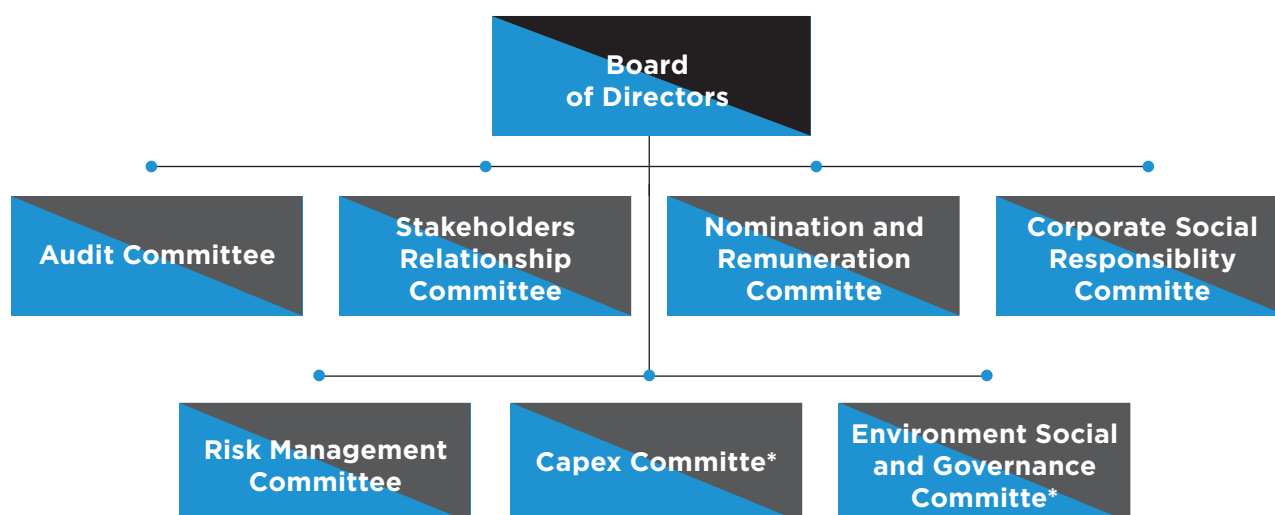 Board
of Directors
Audit Committee
Stakeholders
Relationship
Committee
Nomination and
Remuneration
Committe
Corporate Social
Responsiblity
Committe
Risk Management
Committee
Capex Committe*
Environment Social
and Governance
Committe*